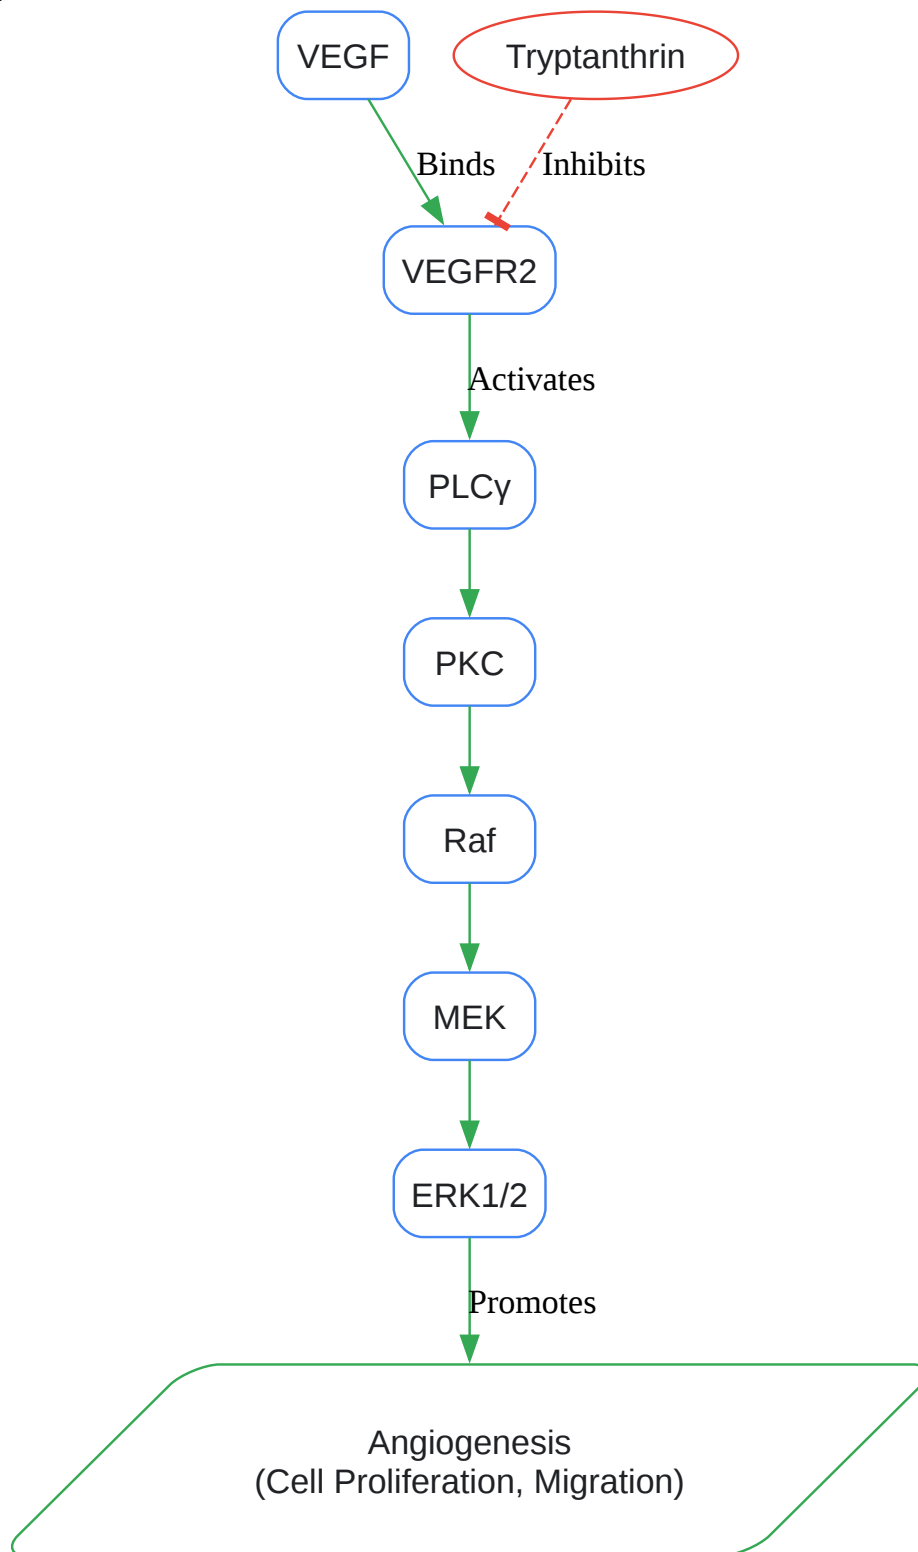 VEGF
Tryptanthrin
Binds
Inhibits
VEGFR2
Activates
PLCγ
PKC
Raf
MEK
ERK1/2
Promotes
Angiogenesis
(Cell Proliferation, Migration)